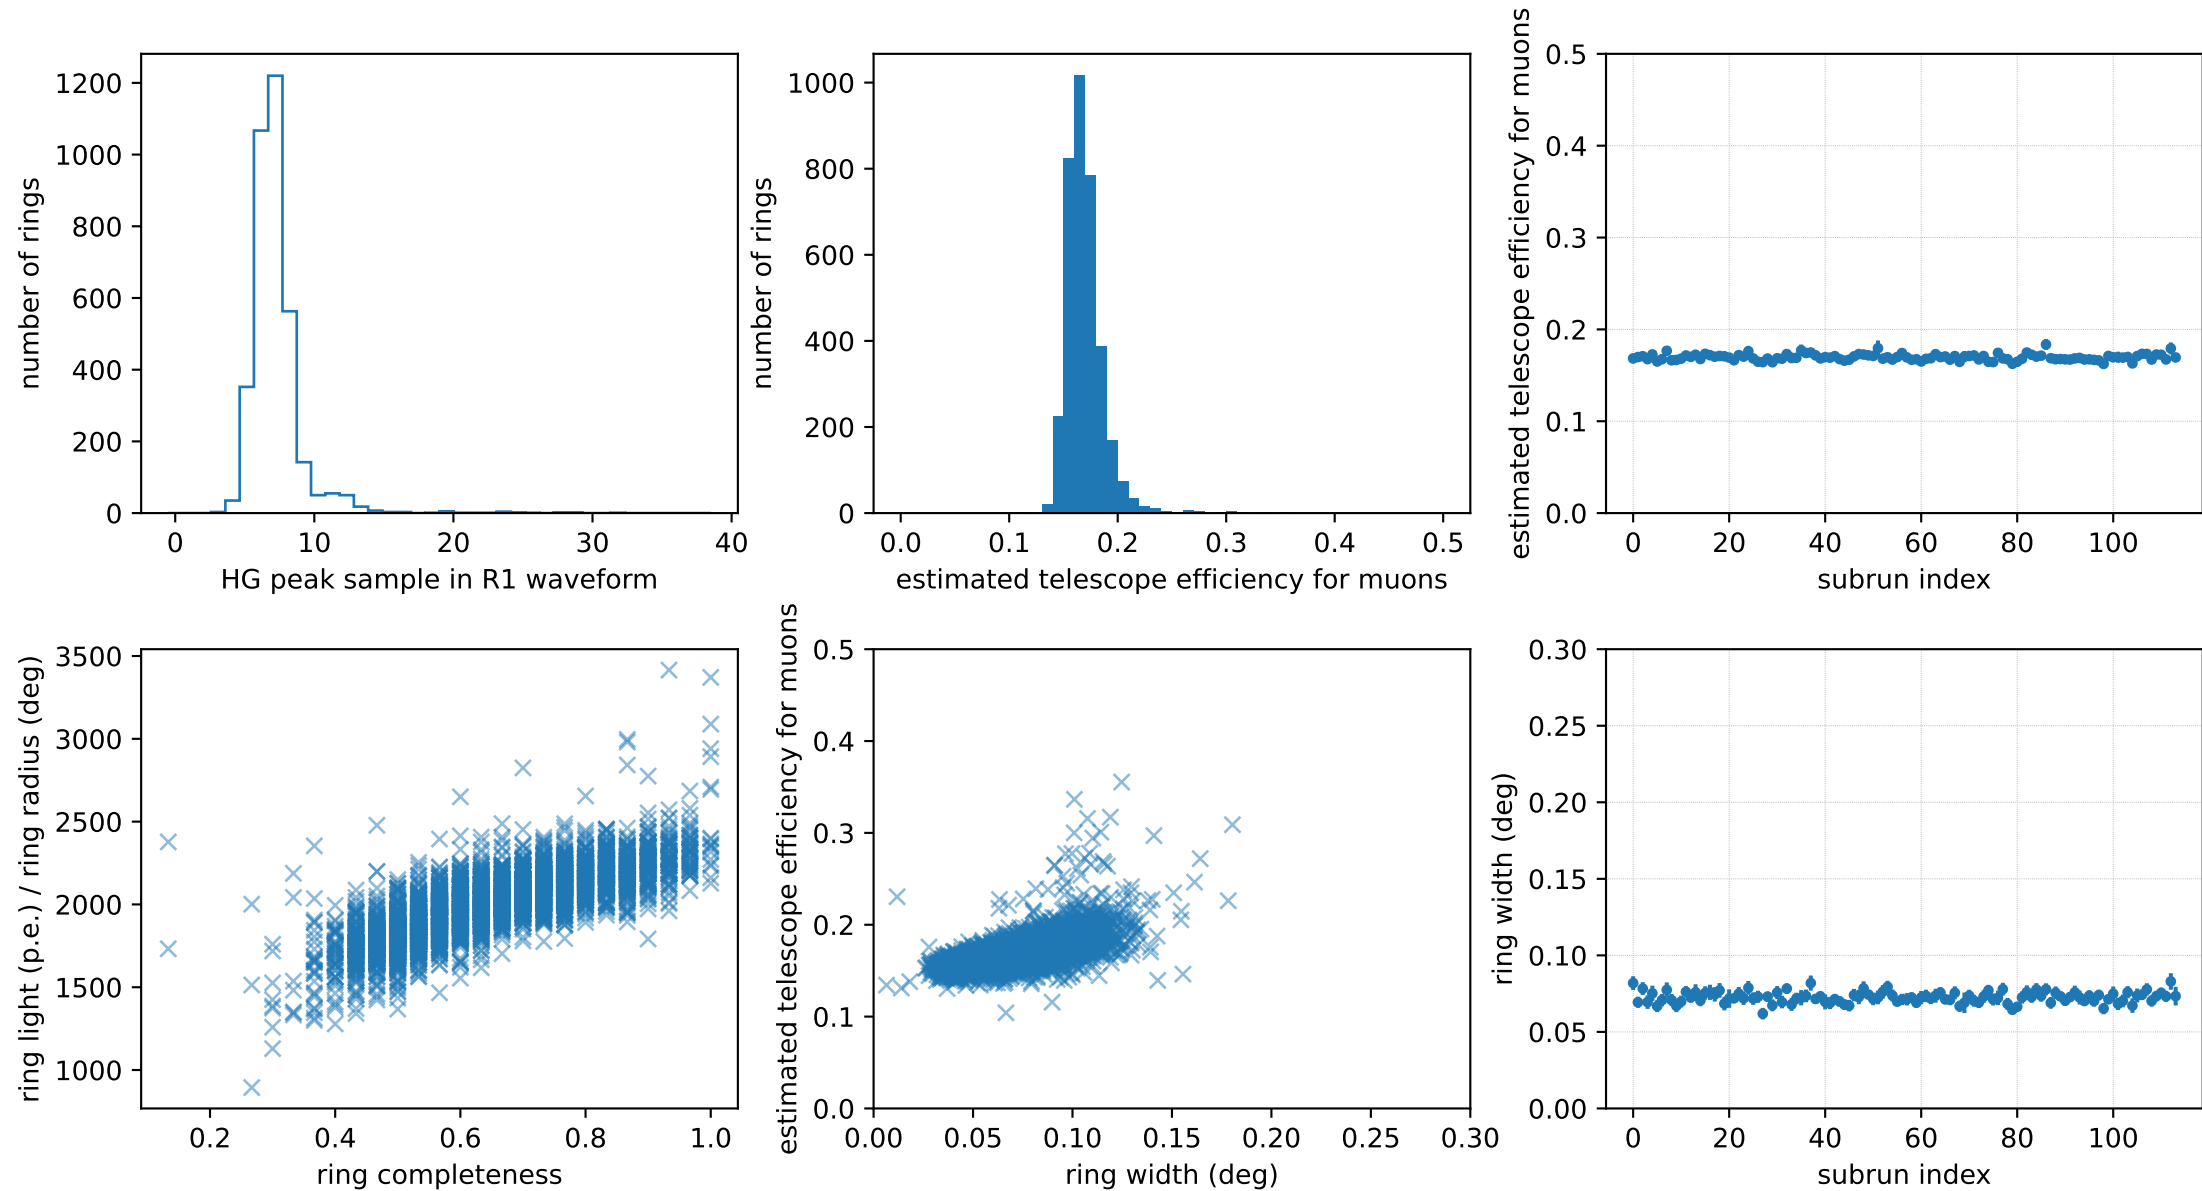 number of rings
1200
1000
800
600
400
200
0
0 10 20 30 40
HG peak sample in R1 waveform
number of rings
1000
800
600
400
200
0
0.0 0.1 0.2 0.3 0.4 0.5
estimated telescope efficiency for muons
estimated telescope efficiency for muons
0.5
0.4
0.3
0.2
0.1
0.0
0 20 40 60 80 100
subrun index
ring light (p.e.) / ring radius (deg)
3500
3000
2500
2000
1500
1000
0.2 0.4 0.6 0.8 1.0
ring completeness
estimated telescope efficiency for muons
0.5
0.4
0.3
0.2
0.1
0.0
0.00 0.05 0.10 0.15 0.20 0.25 0.30
ring width (deg)
ring width (deg)
0.30
0.25
0.20
0.15
0.10
0.05
0.00
0 20 40 60 80 100
subrun index